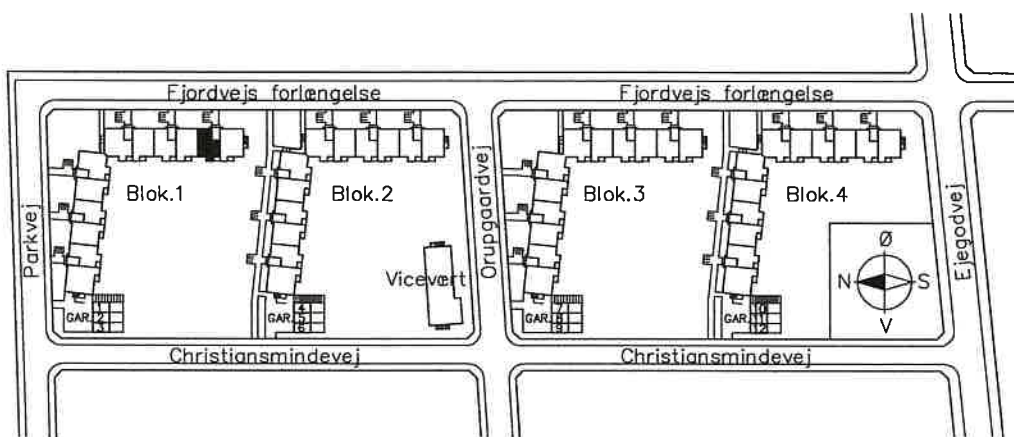 Fjordvejs forlængelse
Fjordvejs forlængelse
Blok.1
Blok.2
Blok.3
Blok.4
Parkvej
Orupgaardvej
Ejegodvej
Vicevært
Ø
N
S
V
GAR.
1
2
3
GAR.
4
5
6
GAR.
7
8
9
GAR.
10
11
12
Christiansmindevej
Christiansmindevej